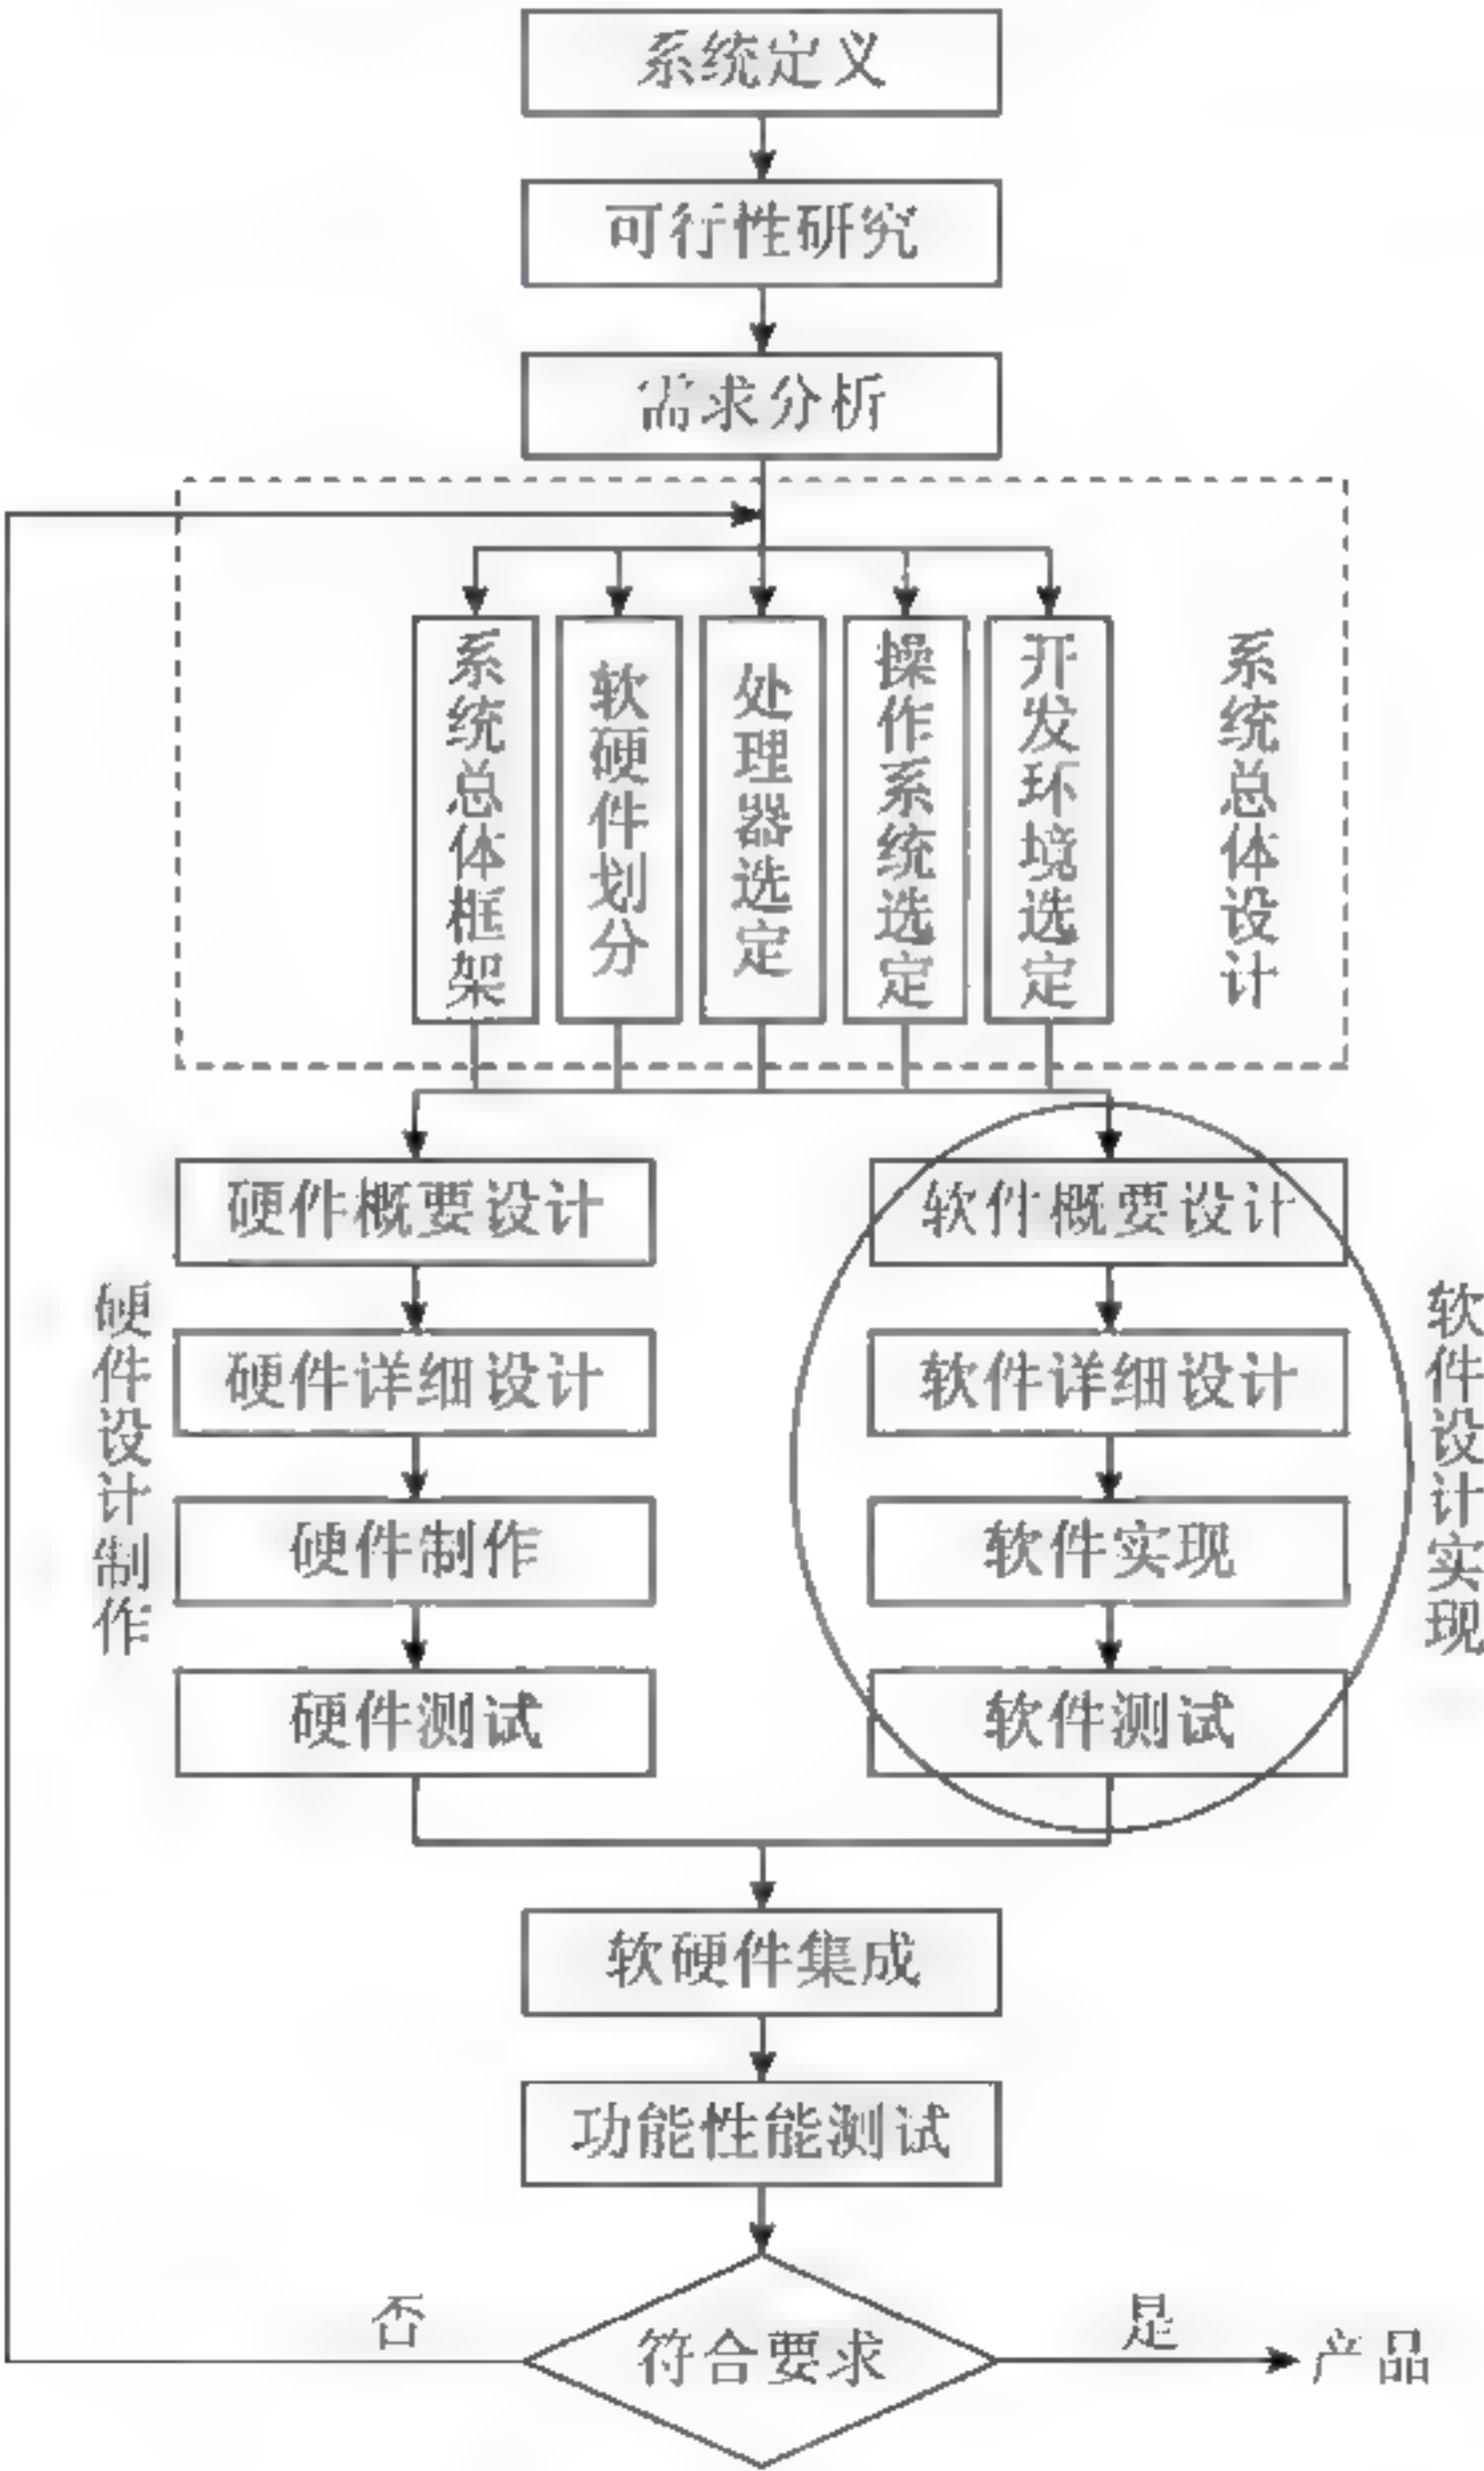 系统定义
可行性研究
需求分析
系统总体框架
软硬件划分
处理器选定
操作系统选定
开发环境选定
系统总体设计
硬件设计制作
硬件概要设计
硬件详细设计
硬件制作
硬件测试
软件概要设计
软件详细设计
软件实现
软件测试
软件设计实现
软硬件集成
功能性能测试
符合要求
否
是
产品